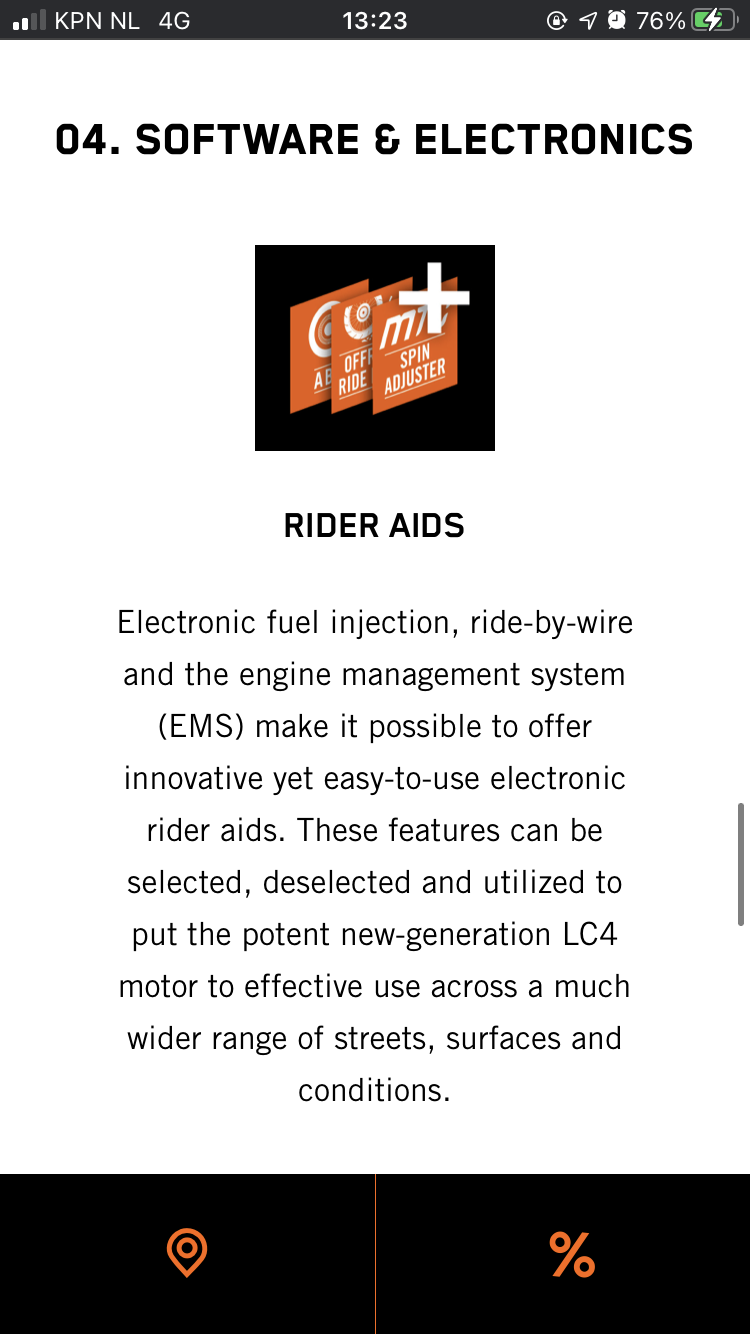 KPN NL 4G 13:23 76%
04. SOFTWARE & ELECTRONICS
SPIN
RIDE ADJUSTER
RIDER AIDS
Electronic fuel injection, ride-by-wire
and the engine management system
(EMS) make it possible to offer
innovative yet easy-to-use electronic
rider aids. These features can be
selected, deselected and utilized to
put the potent new-generation LC4
motor to effective use across a much
wider range of streets, surfaces and
conditions.
%